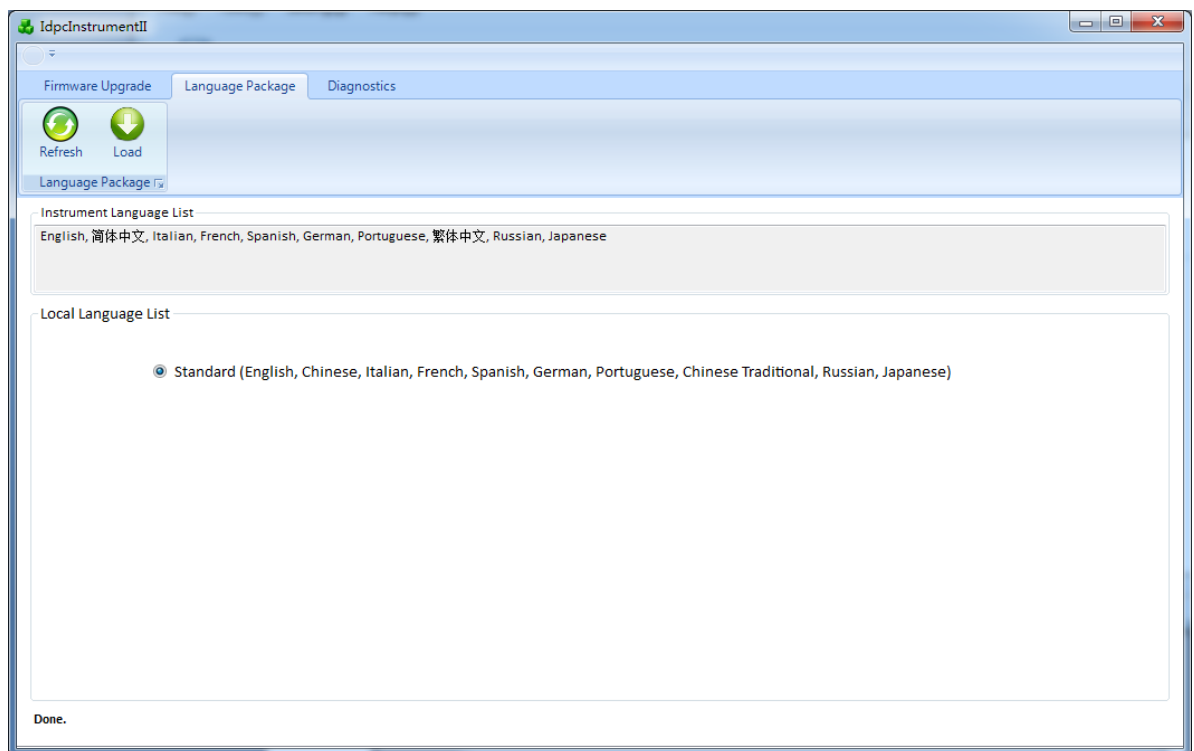 IdpcInstrumentII
Firmware Upgrade Language Package Diagnostics
Refresh Load
Language Package
Instrument Language List
English, 简体中文, Italian, French, Spanish, German, Portuguese, 繁体中文, Russian, Japanese
Local Language List
Standard (English, Chinese, Italian, French, Spanish, German, Portuguese, Chinese Traditional, Russian, Japanese)
Done.